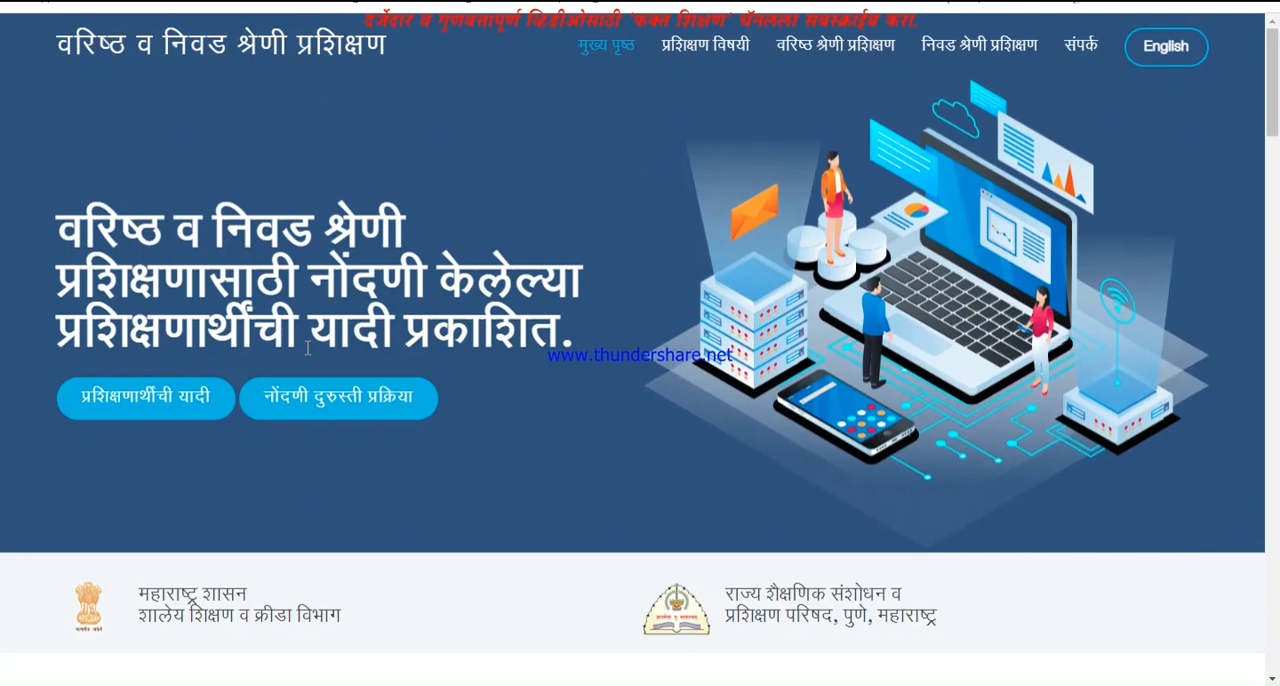 दर्जेदार व गुणवत्तापूर्ण व्हिडीओसाठी 'फक्त शिक्षण' चॅनलला सबस्क्राईब करा.
वरिष्ठ व निवड श्रेणी प्रशिक्षण
मुख्य पृष्ठ प्रशिक्षण विषयी वरिष्ठ श्रेणी प्रशिक्षण निवड श्रेणी प्रशिक्षण संपर्क English
वरिष्ठ व निवड श्रेणी
प्रशिक्षणासाठी नोंदणी केलेल्या
प्रशिक्षणार्थींची यादी प्रकाशित.
www.thundershare.net
प्रशिक्षणार्थींची यादी नोंदणी दुरुस्ती प्रक्रिया
महाराष्ट्र शासन
शालेय शिक्षण व क्रीडा विभाग
राज्य शैक्षणिक संशोधन व
प्रशिक्षण परिषद, पुणे, महाराष्ट्र